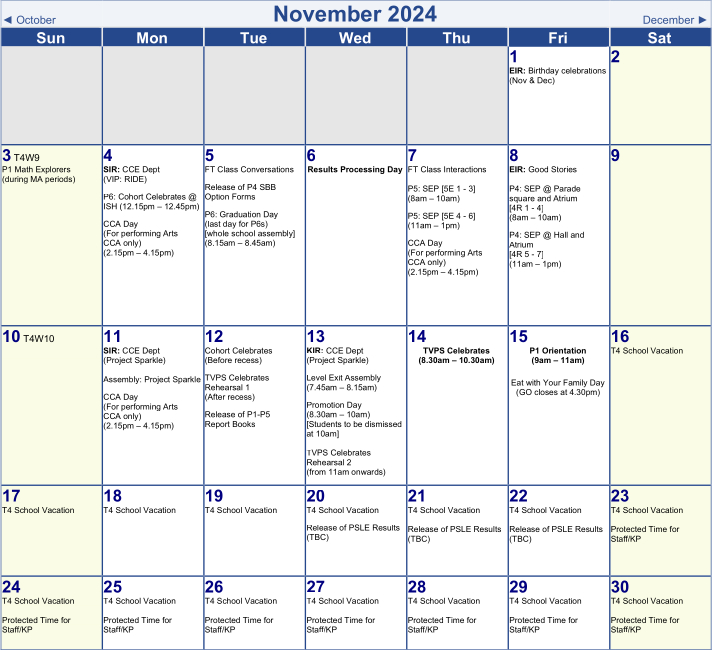 November 2024
◄ October
December ►
Sun
Mon
Tue
Wed
Thu
Fri
Sat
1
EIR: Birthday celebrations
(Nov & Dec)
2
3 T4W9
P1 Math Explorers
(during MA periods)
4
SIR: CCE Dept
(VIP: RIDE)
P6: Cohort Celebrates @
ISH (12.15pm – 12.45pm)
CCA Day
(For performing Arts
CCA only)
(2.15pm – 4.15pm)
5
FT Class Conversations
Release of P4 SBB
Option Forms
P6: Graduation Day
(last day for P6s)
[whole school assembly]
(8.15am – 8.45am)
6
Results Processing Day
7
FT Class Interactions
P5: SEP [5E 1 - 3]
(8am – 10am)
P5: SEP [5E 4 - 6]
(11am – 1pm)
CCA Day
(For performing Arts
CCA only)
(2.15pm – 4.15pm)
8
EIR: Good Stories
P4: SEP @ Parade
square and Atrium
[4R 1 - 4]
(8am – 10am)
P4: SEP @ Hall and
Atrium
[4R 5 - 7]
(11am – 1pm)
9
10 T4W10
11
SIR: CCE Dept
(Project Sparkle)
Assembly: Project Sparkle
CCA Day
(For performing Arts
CCA only)
(2.15pm – 4.15pm)
12
Cohort Celebrates
(Before recess)
TVPS Celebrates
Rehearsal 1
(After recess)
Release of P1-P5
Report Books
13
KIR: CCE Dept
(Project Sparkle)
Level Exit Assembly
(7.45am – 8.15am)
Promotion Day
(8.30am – 10am)
[Students to be dismissed
at 10am]
TVPS Celebrates
Rehearsal 2
(from 11am onwards)
14
TVPS Celebrates
(8.30am – 10.30am)
15
P1 Orientation
(9am – 11am)
Eat with Your Family Day
(GO closes at 4.30pm)
16
T4 School Vacation
17
T4 School Vacation
18
T4 School Vacation
19
T4 School Vacation
20
T4 School Vacation
Release of PSLE Results
(TBC)
21
T4 School Vacation
Release of PSLE Results
(TBC)
22
T4 School Vacation
Release of PSLE Results
(TBC)
23
T4 School Vacation
Protected Time for
Staff/KP
24
T4 School Vacation
Protected Time for
Staff/KP
25
T4 School Vacation
Protected Time for
Staff/KP
26
T4 School Vacation
Protected Time for
Staff/KP
27
T4 School Vacation
Protected Time for
Staff/KP
28
T4 School Vacation
Protected Time for
Staff/KP
29
T4 School Vacation
Protected Time for
Staff/KP
30
T4 School Vacation
Protected Time for
Staff/KP